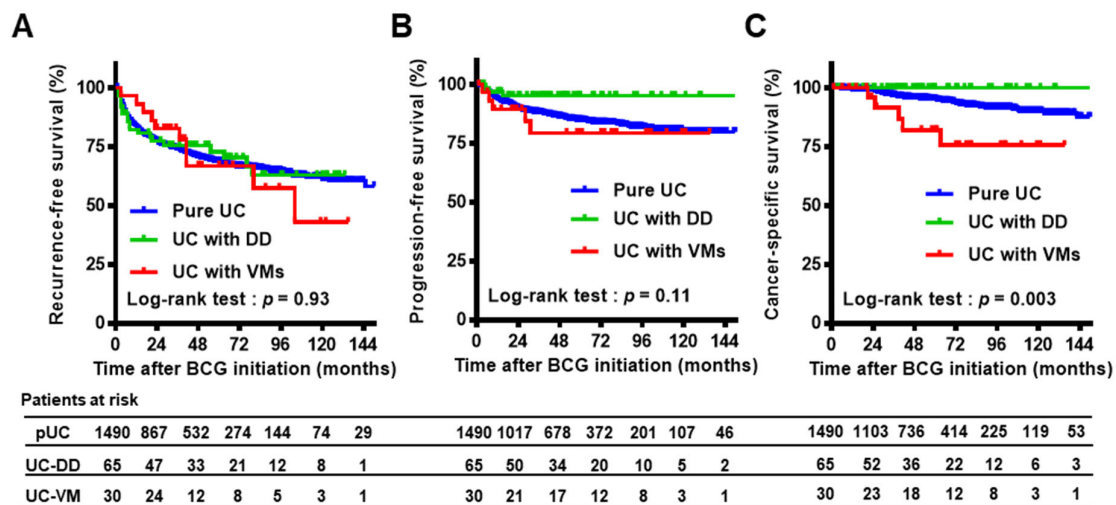 A
B
C
Recurrence-free survival (%)
100
75
50
25
0
Pure UC
UC with DD
UC with VMs
Log-rank test : p = 0.93
0 24 48 72 96 120 144
Time after BCG initiation (months)
Progression-free survival (%)
100
75
50
25
0
Pure UC
UC with DD
UC with VMs
Log-rank test : p = 0.11
0 24 48 72 96 120 144
Time after BCG initiation (months)
Cancer-specific survival (%)
100
75
50
25
0
Pure UC
UC with DD
UC with VMs
Log-rank test : p = 0.003
0 24 48 72 96 120 144
Time after BCG initiation (months)
Patients at risk
pUC 1490 867 532 274 144 74 29 1490 1017 678 372 201 107 46 1490 1103 736 414 225 119 53
UC-DD 65 47 33 21 12 8 1 65 50 34 20 10 5 2 65 52 36 22 12 6 3
UC-VM 30 24 12 8 5 3 1 30 21 17 12 8 3 1 30 23 18 12 8 3 1